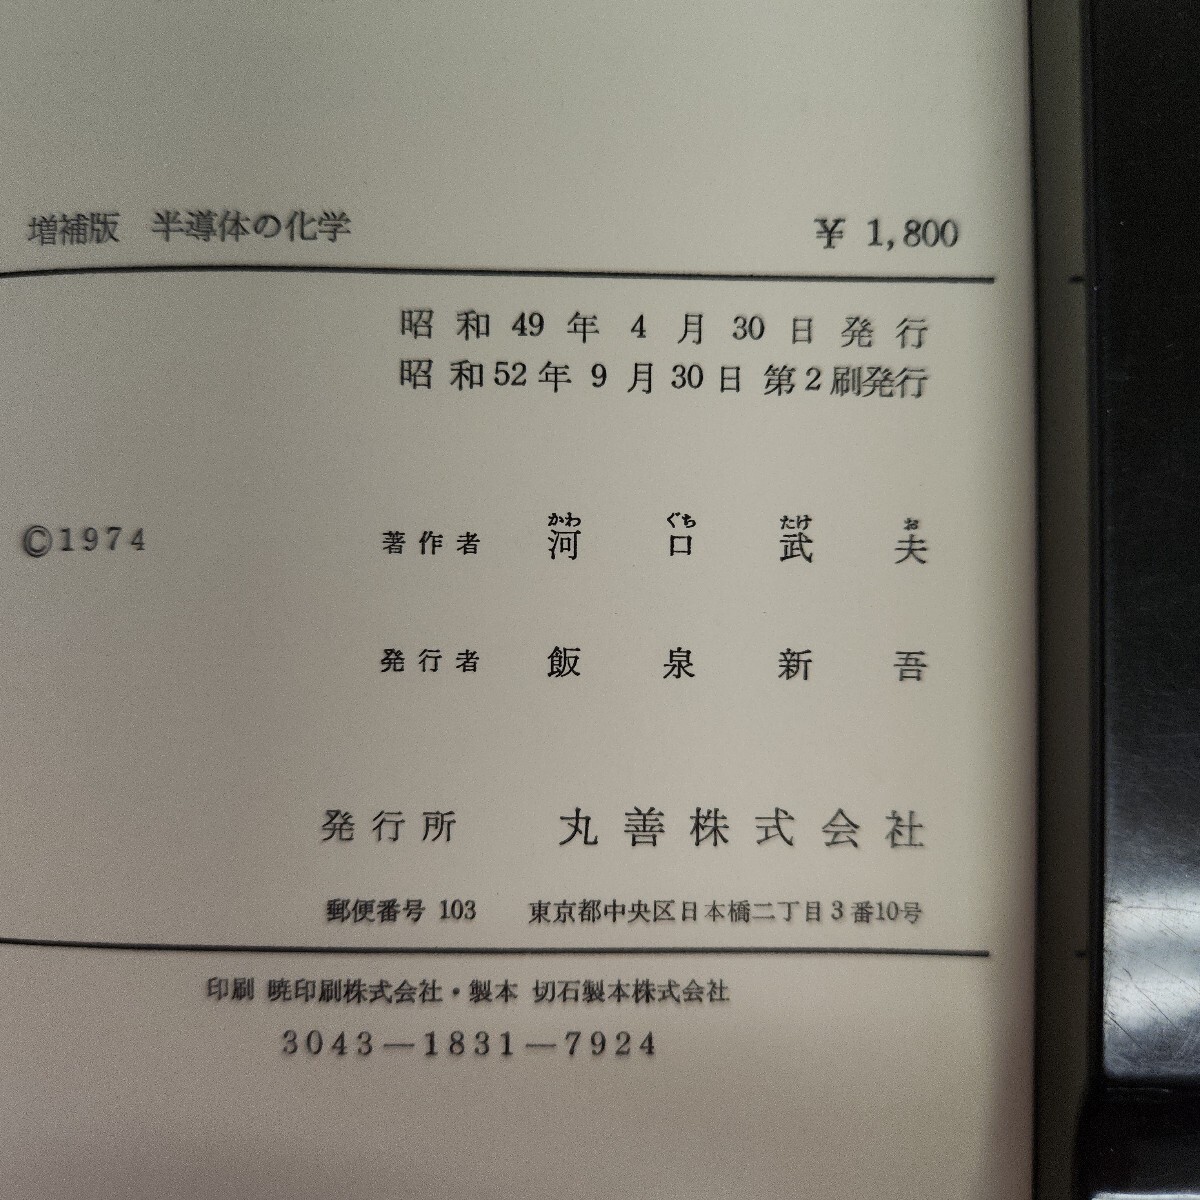 増補版 半導体の化学 ¥ 1,800
昭和49年4月30日発行
昭和52年9月30日 第2刷発行
©1974
かわ ぐち たけ お
著作者 河口武夫
発行者 飯泉新吾
発行所 丸善株式会社
郵便番号 103 東京都中央区日本橋二丁目3番10号
印刷 暁印刷株式会社・製本 切石製本株式会社
3043—1831—7924